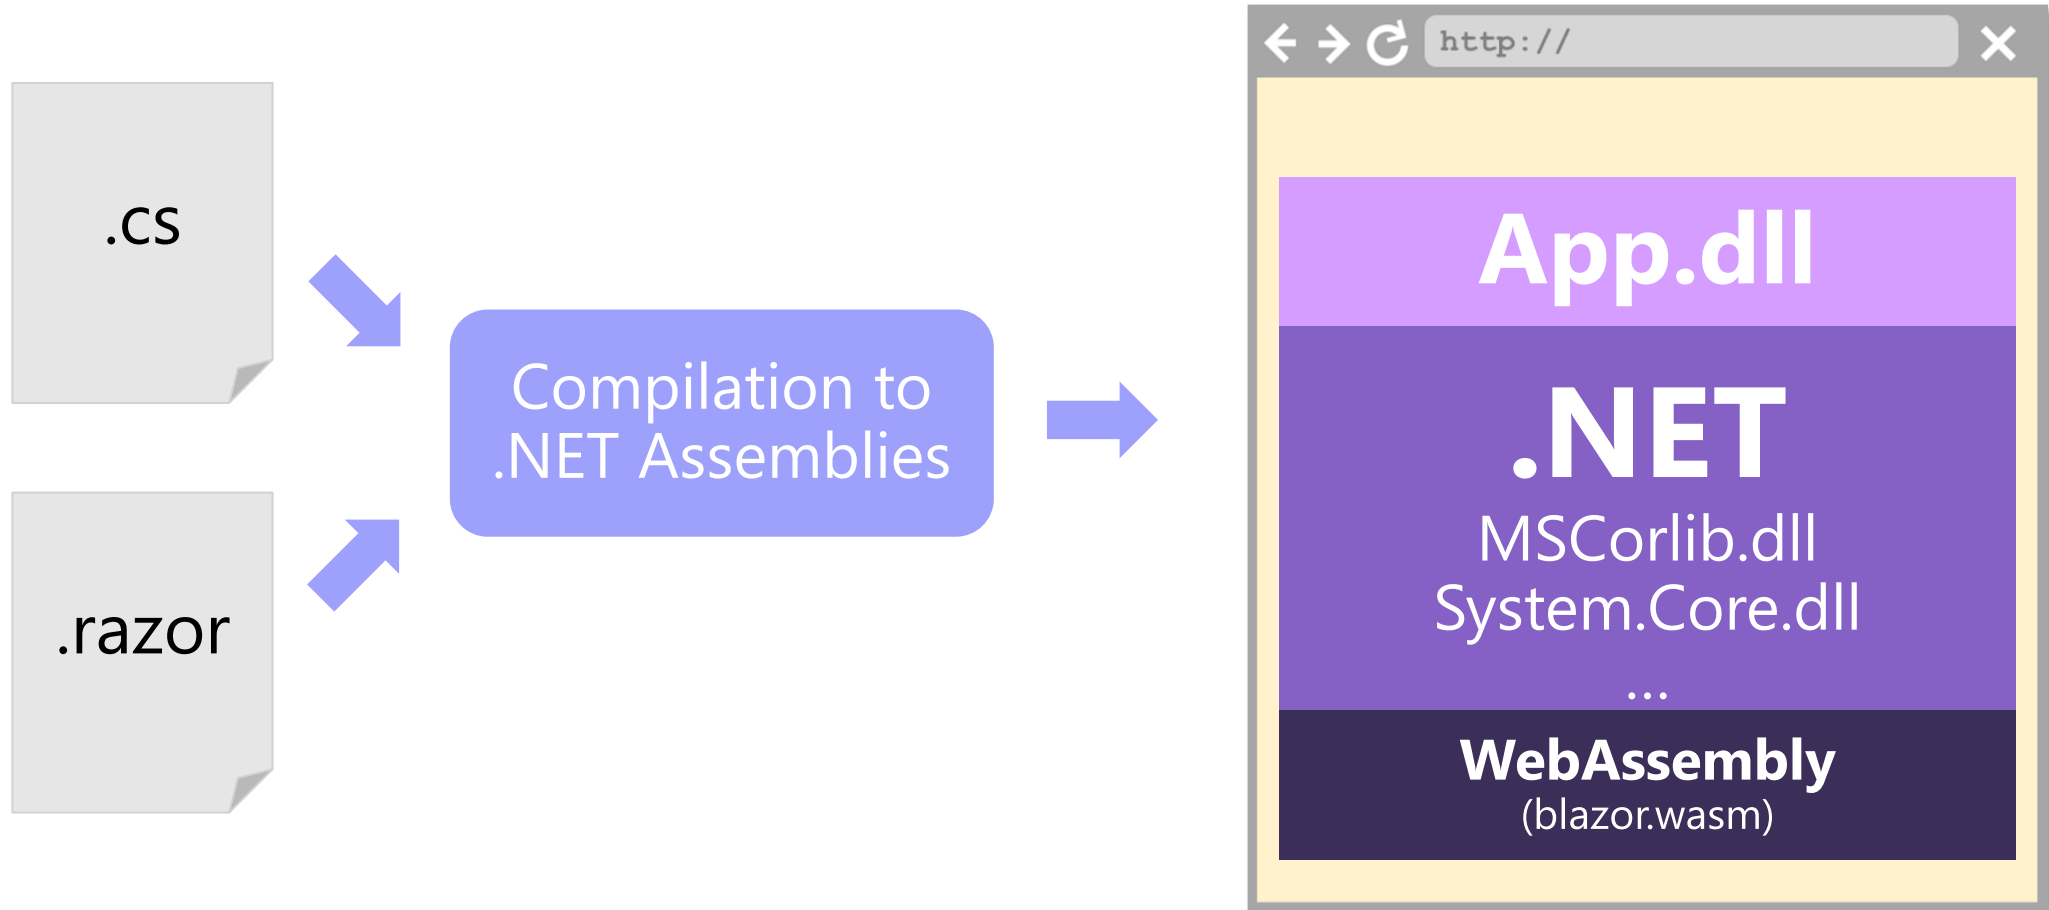 .cs
.razor
Compilation to
.NET Assemblies
http://
App.dll
.NET
MSCorlib.dll
System.Core.dll
...
WebAssembly
(blazor.wasm)